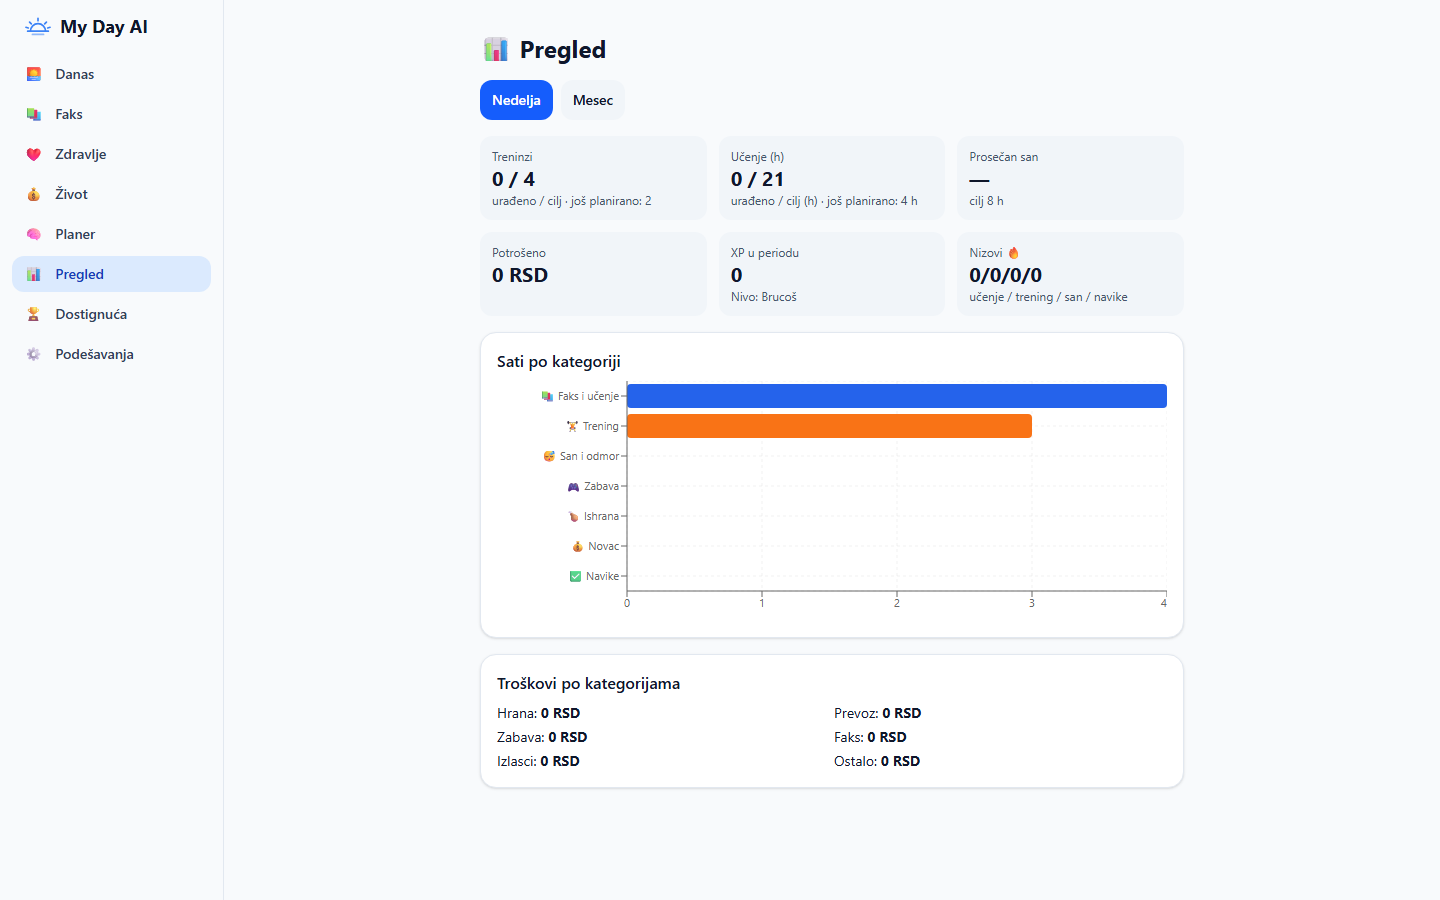 My Day AI
Danas
Faks
Zdravlje
Život
Planer
Pregled
Dostignuća
Podešavanja
Pregled
Nedelja
Mesec
Treninzi
0 / 4
urađeno / cilj · još planirano: 2
Učenje (h)
0 / 21
urađeno / cilj (h) · još planirano: 4 h
Prosečan san
—
cilj 8 h
Potrošeno
0 RSD
XP u periodu
0
Nivo: Brucoš
Nizovi 🔥
0/0/0/0
učenje / trening / san / navike
Sati po kategoriji
Faks i učenje
Trening
San i odmor
Zabava
Ishrana
Novac
Navike
0 1 2 3 4
Troškovi po kategorijama
Hrana: 0 RSD
Prevoz: 0 RSD
Zabava: 0 RSD
Faks: 0 RSD
Izlasci: 0 RSD
Ostalo: 0 RSD